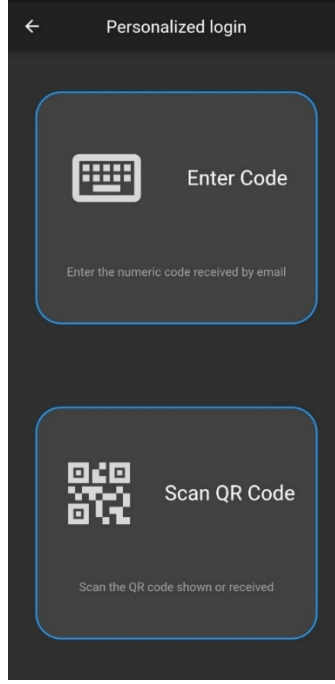 Personalized login
Enter Code
Enter the numeric code received by email
Scan QR Code
Scan the QR code shown or received